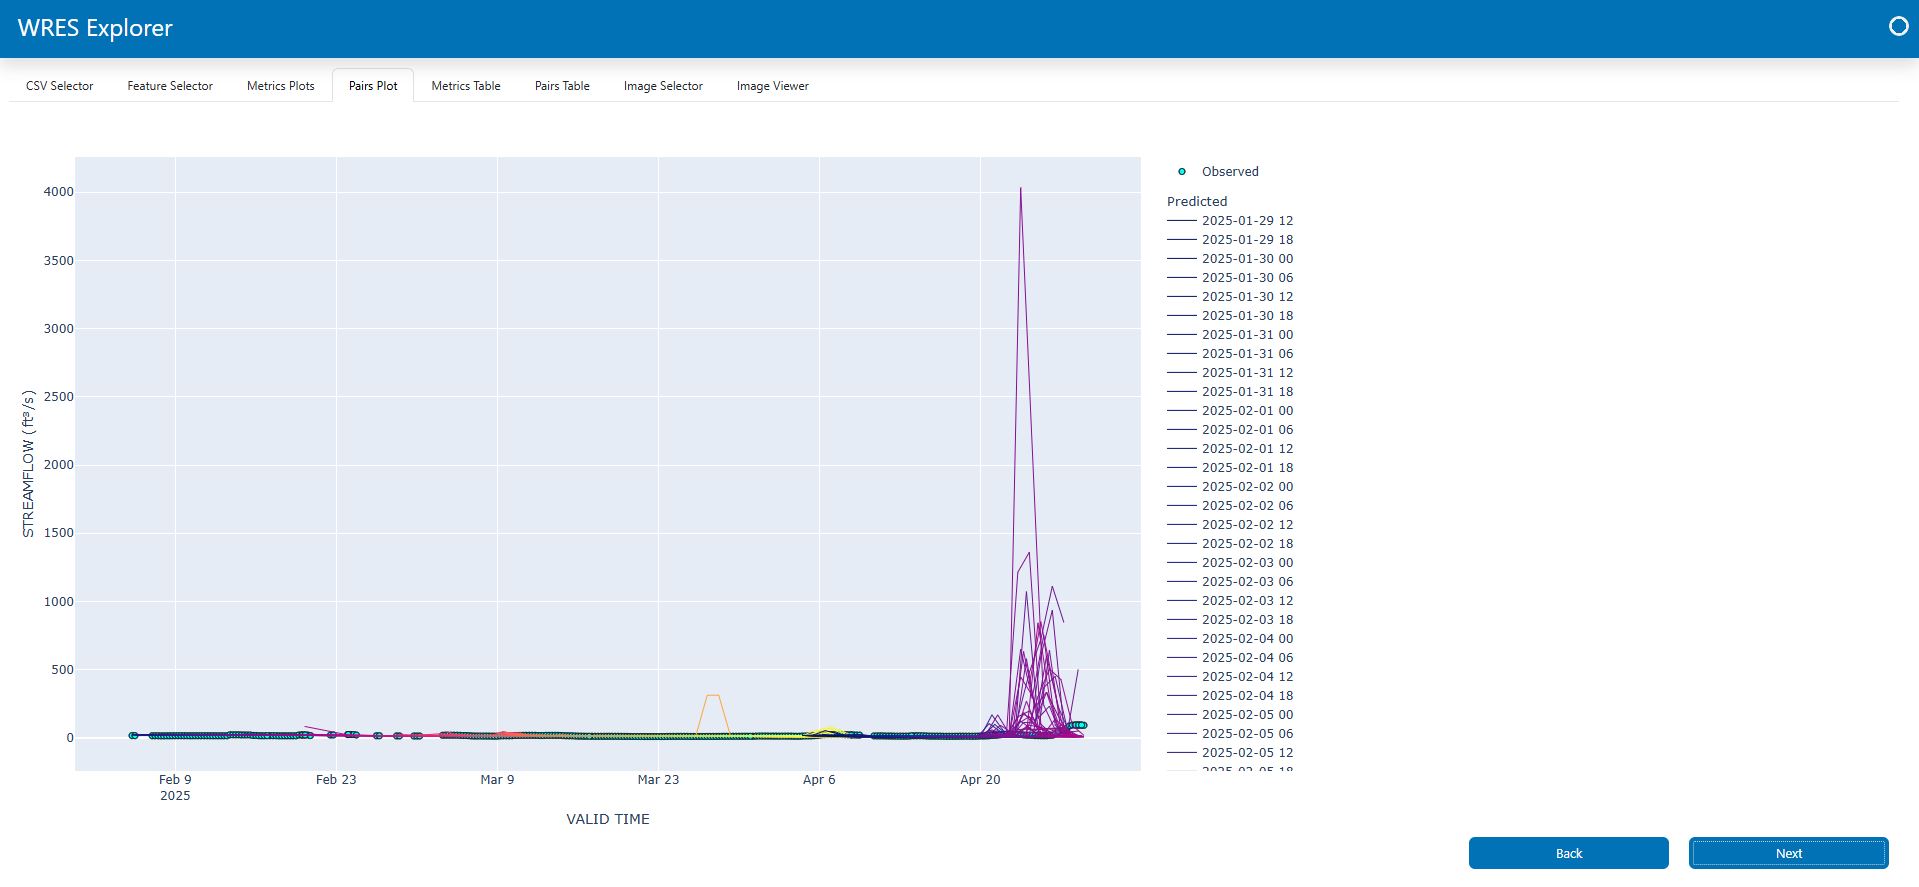 WRES Explorer
CSV Selector
Feature Selector
Metrics Plots
Pairs Plot
Metrics Table
Pairs Table
Image Selector
Image Viewer
4000
3500
3000
2500
2000
1500
1000
500
0
STREAMFLOW (ft³/s)
Feb 9
2025
Feb 23
Mar 9
Mar 23
Apr 6
Apr 20
VALID TIME
Observed
Predicted
2025-01-29 12
2025-01-29 18
2025-01-30 00
2025-01-30 06
2025-01-30 12
2025-01-30 18
2025-01-31 00
2025-01-31 06
2025-01-31 12
2025-01-31 18
2025-02-01 00
2025-02-01 06
2025-02-01 12
2025-02-01 18
2025-02-02 00
2025-02-02 06
2025-02-02 12
2025-02-02 18
2025-02-03 00
2025-02-03 06
2025-02-03 12
2025-02-03 18
2025-02-04 00
2025-02-04 06
2025-02-04 12
2025-02-04 18
2025-02-05 00
2025-02-05 06
2025-02-05 12
2025-02-05 18
Back
Next